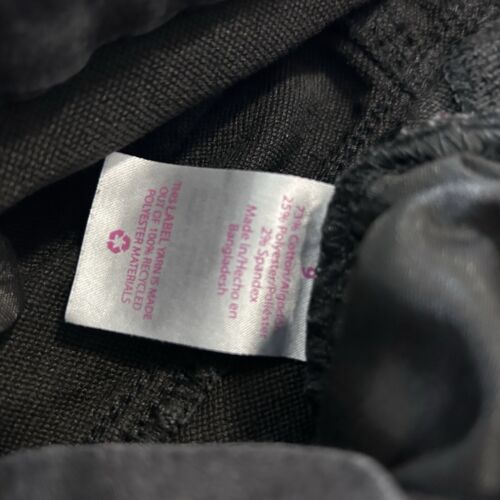 9
73% Cotton/Algodón
25% Polyester/Poliéster
2% Spandex
Made in/Hecho en
Bangladesh
THIS LABEL YARN IS MADE
OUT OF 100% RECYCLED
POLYESTER MATERIALS